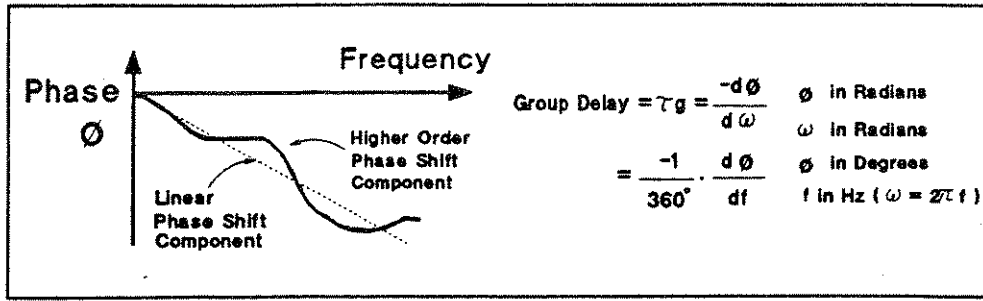 Frequency
Phase
Ø
Higher Order
Phase Shift
Component
Linear
Phase Shift
Component
Group Delay = τg = -dø / dω   ø in Radians
ω in Radians
= -1 / 360° · dø / df   ø in Degrees
f in Hz ( ω = 2π f )